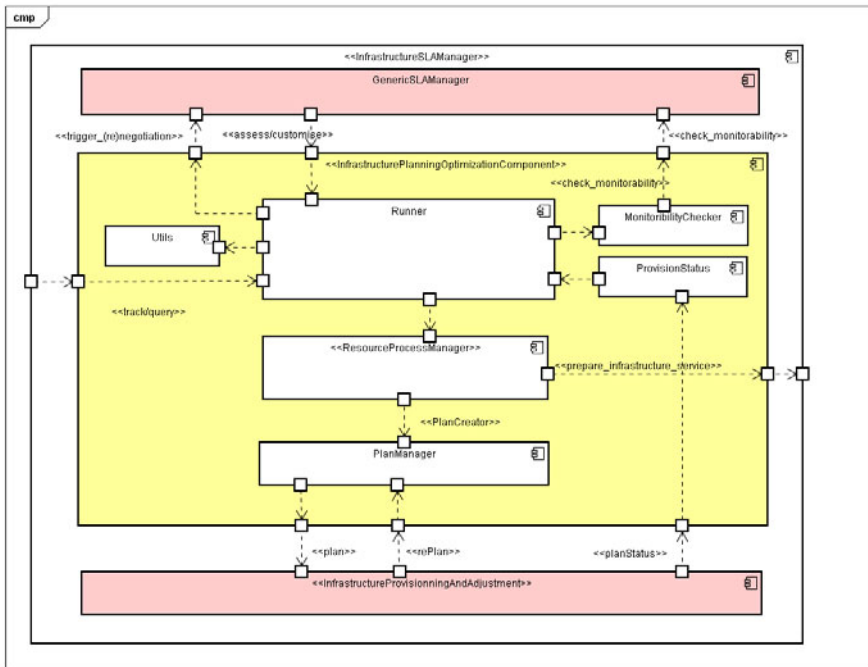 cmp
<<InfrastructureSLAManager>>
GenericSLAManager
<<trigger_(re)negotiation>>
<<assess/customise>>
<<check_monitorability>>
<<InfrastructurePlanningOptimizationComponent>>
<<check_monitorability>>
Runner
MonitoribilityChecker
Utils
ProvisionStatus
<<track/query>>
<<ResourceProcessManager>>
<<prepare_infrastructure_service>>
<<PlanCreator>>
PlanManager
<<plan>>
<<rePlan>>
<<planStatus>>
<<InfrastructureProvisionningAndAdjustment>>